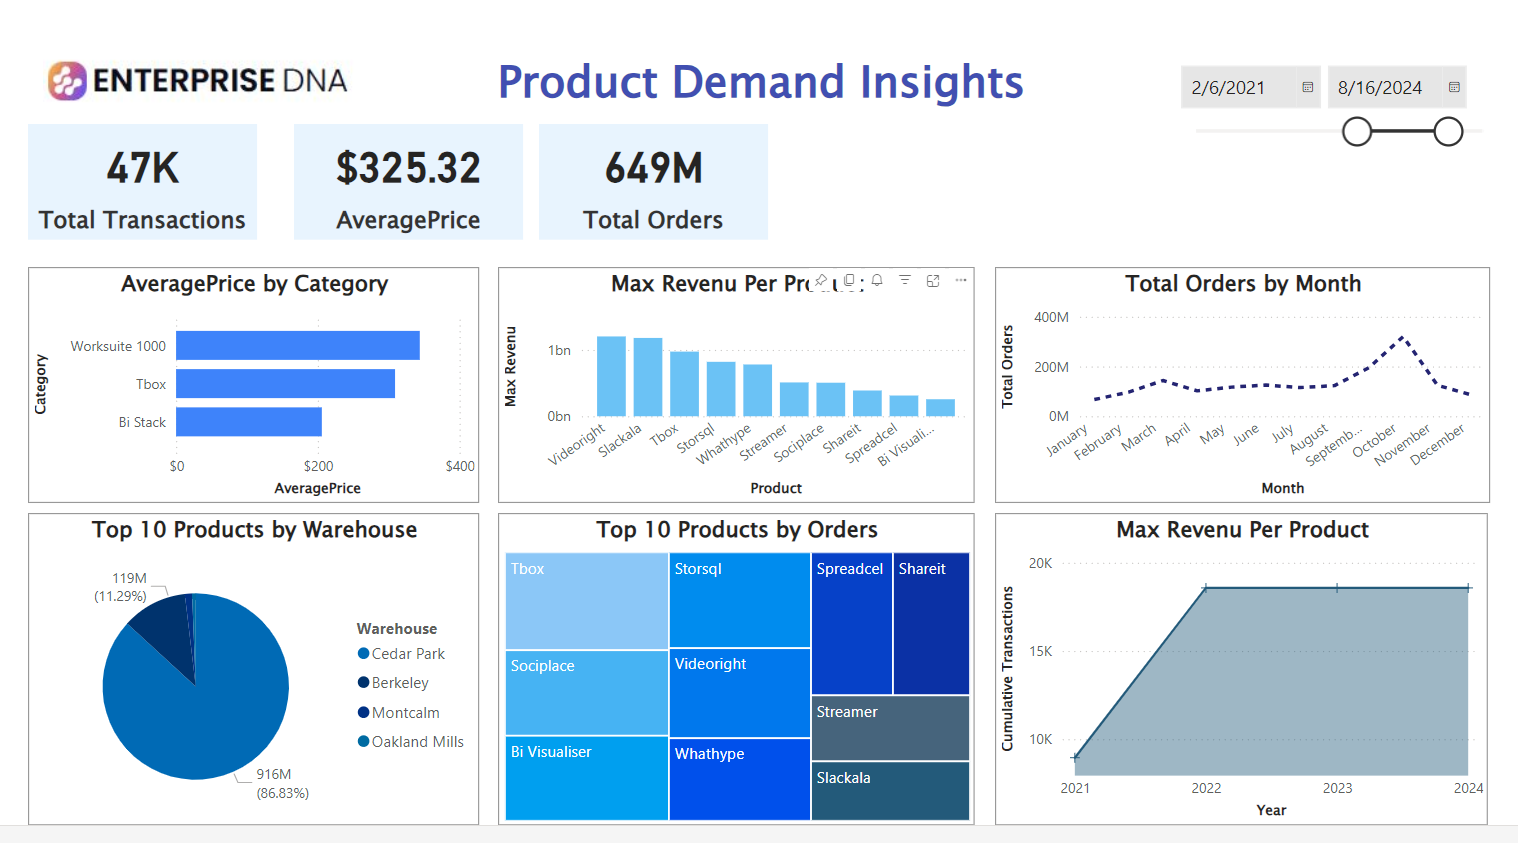 ENTERPRISE DNA
Product Demand Insights
2/6/2021
8/16/2024
47K
Total Transactions
$325.32
AveragePrice
649M
Total Orders
AveragePrice by Category
Category
Worksuite 1000
Tbox
Bi Stack
$0
$200
$400
AveragePrice
Max Revenu Per
Max Revenu
1bn
0bn
Videoright
Slackala
Tbox
Storsql
Whathype
Streamer
Sociplace
Shareit
Spreadcel
Bi Visuali...
Product
Total Orders by Month
Total Orders
400M
200M
0M
January
February
March
April
May
June
July
August
Septemb...
October
November
December
Month
Top 10 Products by Warehouse
119M
(11.29%)
916M
(86.83%)
Warehouse
Cedar Park
Berkeley
Montcalm
Oakland Mills
Top 10 Products by Orders
Tbox
Sociplace
Bi Visualiser
Storsql
Videoright
Whathype
Spreadcel
Shareit
Streamer
Slackala
Max Revenu Per Product
Cumulative Transactions
20K
15K
10K
2021
2022
2023
2024
Year